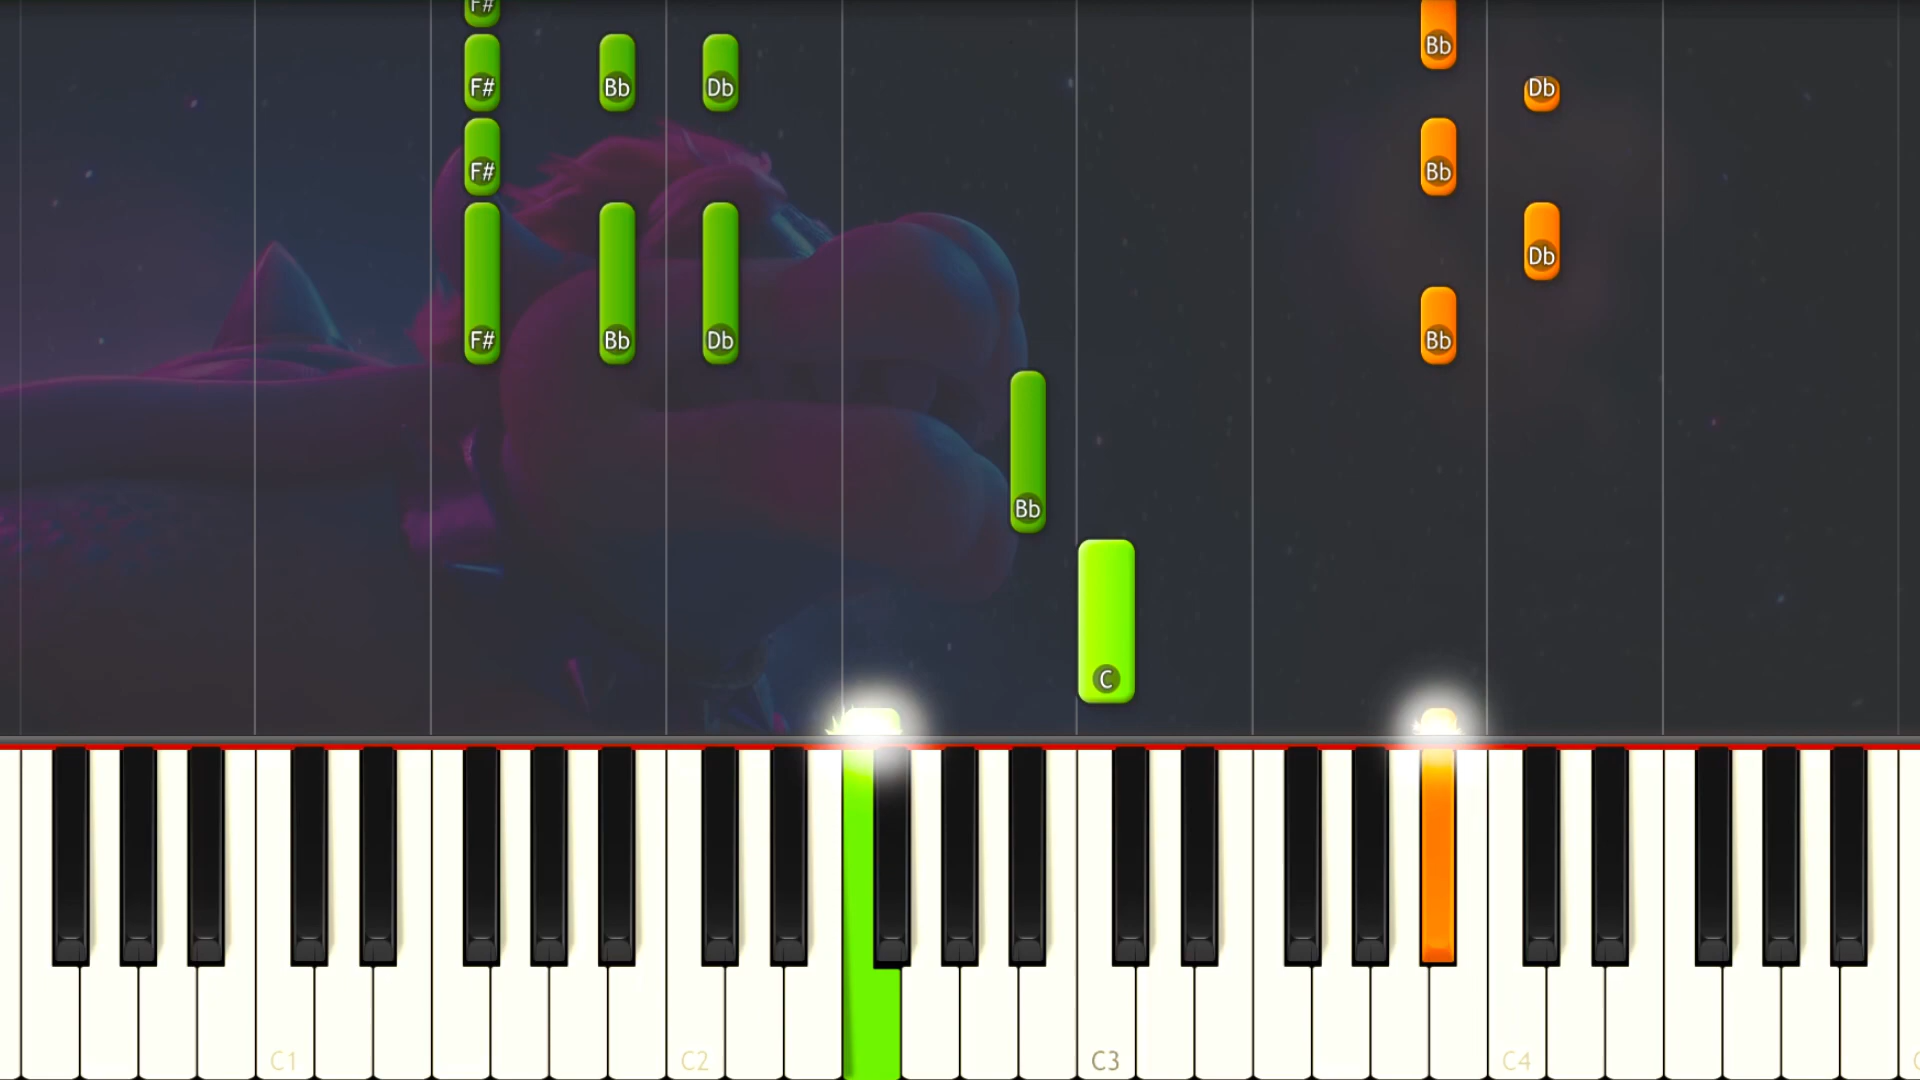 F#
Bb
F# Bb Db Db
F# Bb
Db
F# Bb Db Bb
Bb
C
C1 C2 C3 C4